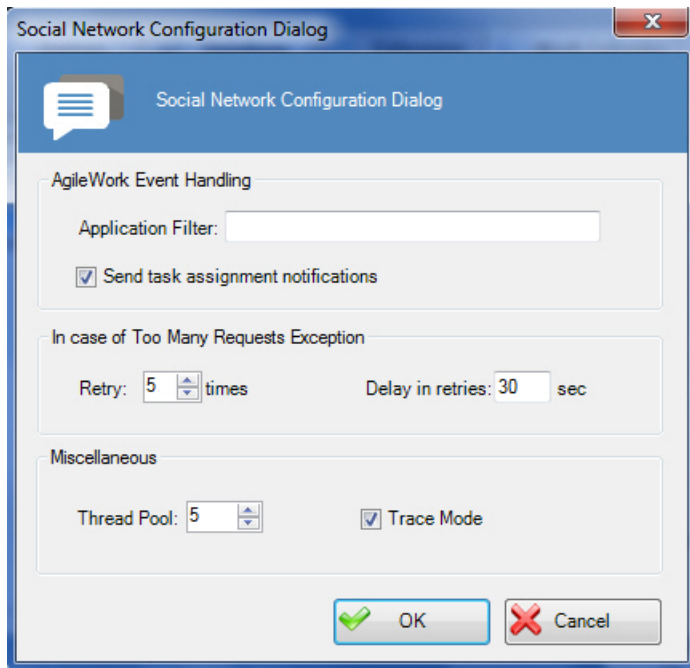 Social Network Configuration Dialog
Social Network Configuration Dialog
AgileWork Event Handling
Application Filter:
Send task assignment notifications
In case of Too Many Requests Exception
Retry: 5 times Delay in retries: 30 sec
Miscellaneous
Thread Pool: 5 Trace Mode
OK Cancel